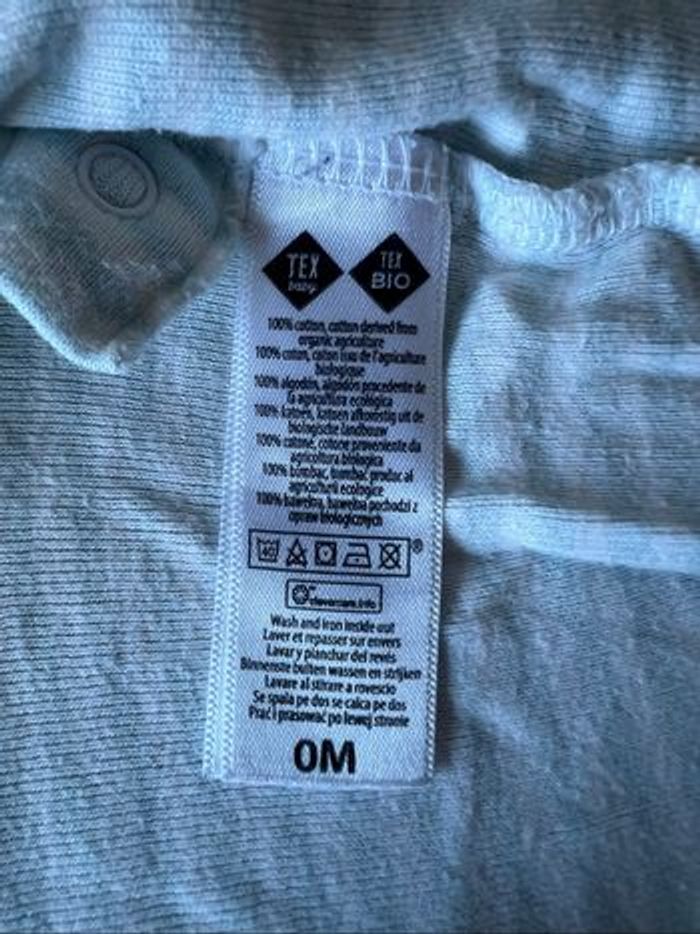 TEX
baby
TEX
BIO
100% cotton, cotton derived from
organic agriculture
100% coton, coton issu de l'agriculture
biologique
100% algodón, algodón procedente de
la agricultura ecológica
100% katoen, katoen afkomstig uit de
biologische landbouw
100% cotone, cotone proveniente da
agricoltura biologica
100% bumbac, bumbac produc al
agriculturii ecologice
100% bawełna, bawełna pochodzi z
upraw biologicznych
40
®
clevercare.info
Wash and iron inside out
Laver et repasser sur envers
Lavar y planchar del revés
Binnenste buiten wassen en strijken
Lavare al stirare a rovescio
Se spala pe dos se calca pe dos
Prać i prasować po lewej stronie
0M